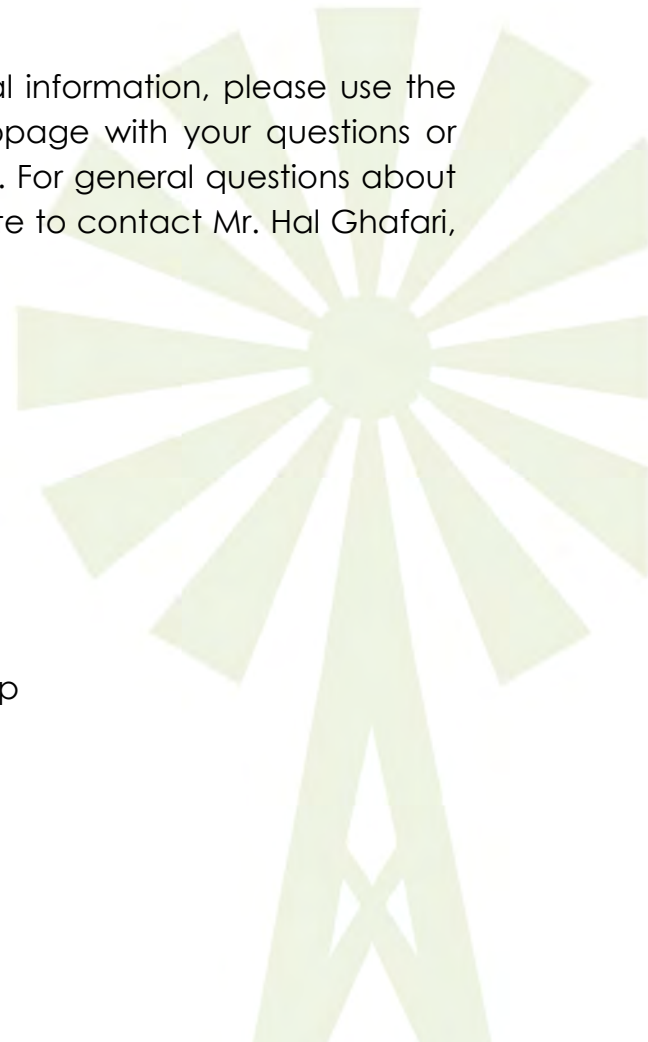 al information, please use the
page with your questions or
. For general questions about
te to contact Mr. Hal Ghafari,
p